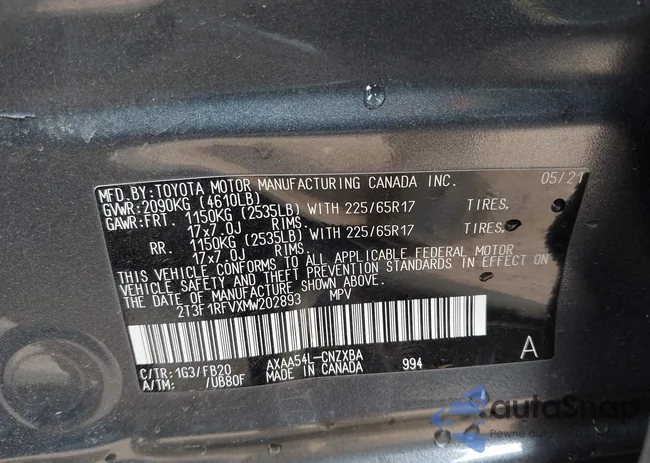 MFD.BY:TOYOTA MOTOR MANUFACTURING CANADA INC. 05/21
GVWR:2090KG (4610LB)
GAWR:FRT. 1150KG (2535LB) WITH 225/65R17 TIRES,
17x7.0J RIMS.
RR. 1150KG (2535LB) WITH 225/65R17 TIRES,
17x7.0J RIMS.
THIS VEHICLE CONFORMS TO ALL APPLICABLE FEDERAL MOTOR
VEHICLE SAFETY AND THEFT PREVENTION STANDARDS IN EFFECT ON
THE DATE OF MANUFACTURE SHOWN ABOVE.
2T3F1RFVXMW202893 MPV
C/TR:1G3/FB20 AXAA54L-CNZXBA 994 A
A/TM: /UB80F MADE IN CANADA
autoSnap
Pewne auto prosto